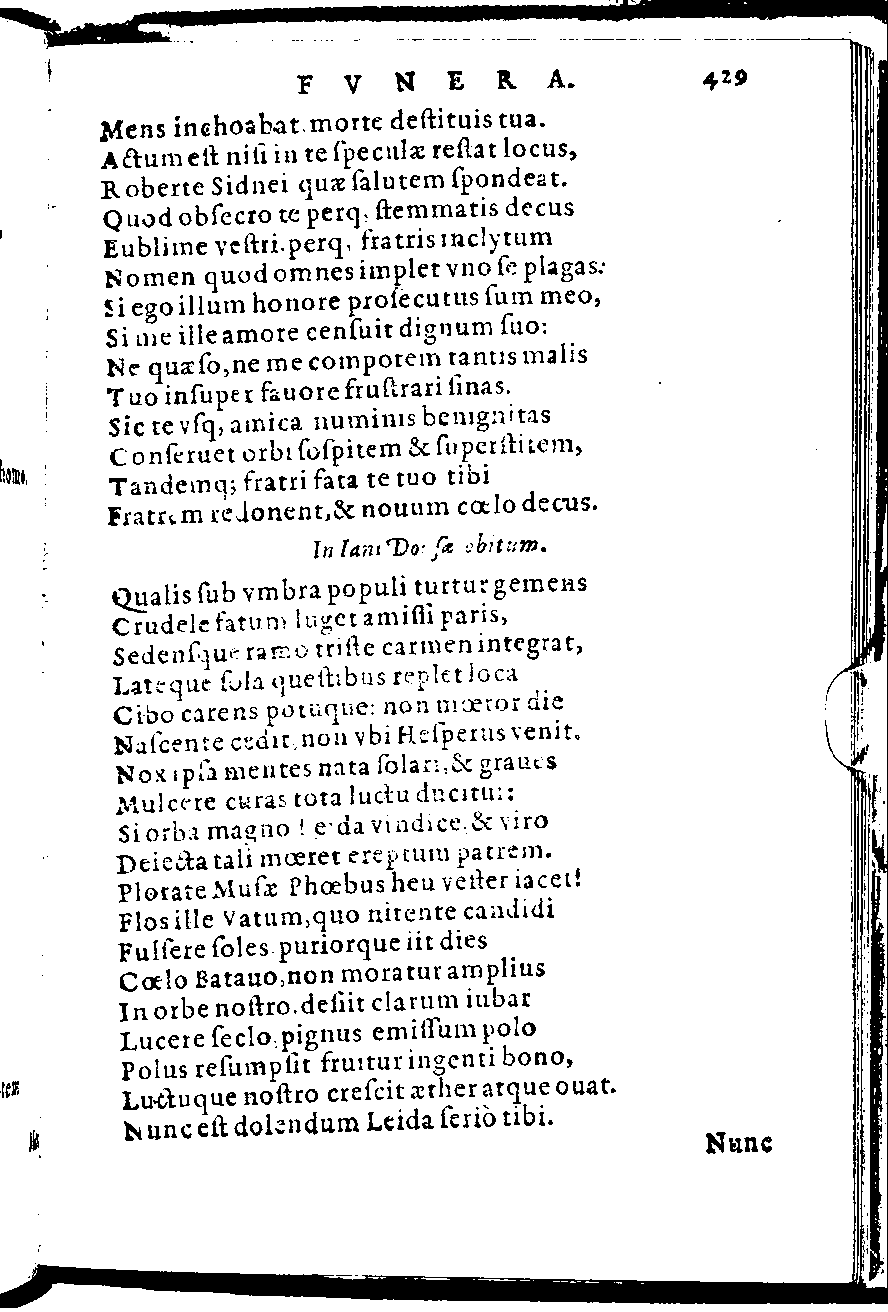 FVNERA. 429
Mens inchoabat. morte deſtituis tua.
Actum eſt niſi in te ſpeculæ reſtat locus,
Roberte Sidnei quæ ſalutem ſpondeat.
Quod obſecro te perq; ſtemmatis decus
Eublime veſtri. perq; fratris inclytum
Nomen quod omnes implet vno ſe plagas:
Si ego illum honore proſecutus ſum meo,
Si me ille amore cenſuit dignum ſuo:
Ne quæſo, ne me compotem tantis malis
Tuo inſuper fauore fruſtrari ſinas.
Sic te vſq; amica numinis benignitas
Conſeruet orbi ſoſpitem & ſuperſtitem,
Tandemq; fratri fata te tuo tibi
Fratrem redonent, & nouum cœlo decus.
In Iani Douſæ obitum.
Qualis ſub vmbra populi turtur gemens
Crudele fatum luget amiſſi paris,
Sedenſque ramo triſte carmen integrat,
Lateque ſola queſtibus replet loca
Cibo carens potuque: non mœror die
Naſcente cedit, non vbi Heſperus venit.
Nox ipſa mentes nata ſolari, & graues
Mulcere curas tota luctu ducitur:
Si orba magno Leida vindice, & viro
Deiecta tali mœret ereptum patrem.
Plorate Muſæ Phœbus heu veſter iacet!
Flos ille Vatum, quo nitente candidi
Fulſere ſoles. puriorque iit dies
Cœlo Batauo, non moratur amplius
In orbe noſtro. deſiit clarum iubar
Lucere ſeclo. pignus emiſſum polo
Polus reſumpſit fruitur ingenti bono,
Luctuque noſtro creſcit æther atque ouat.
Nunc eſt dolendum Leida ſeriò tibi.
Nunc